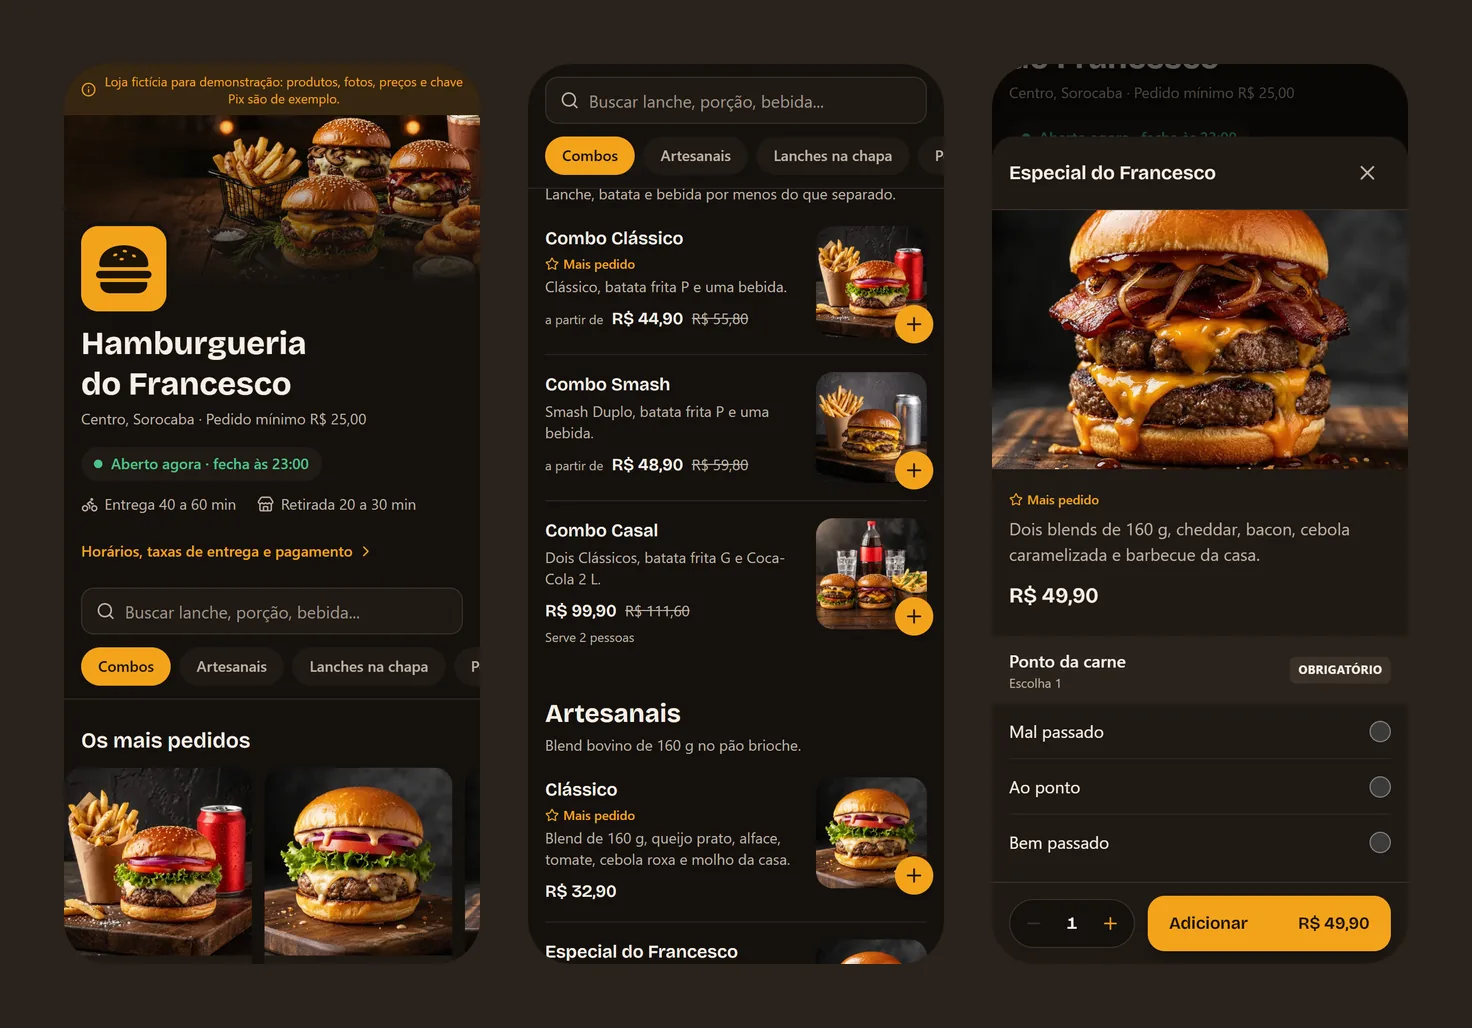 Loja fictícia para demonstração: produtos, fotos, preços e chave
Pix são de exemplo.
Hamburgueria
do Francesco
Centro, Sorocaba · Pedido mínimo R$ 25,00
Aberto agora · fecha às 23:00
Entrega 40 a 60 min
Retirada 20 a 30 min
Horários, taxas de entrega e pagamento
Buscar lanche, porção, bebida...
Combos
Artesanais
Lanches na chapa
P
Os mais pedidos
Buscar lanche, porção, bebida...
Combos
Artesanais
Lanches na chapa
P
Lanche, batata e bebida por menos do que separado.
Combo Clássico
Mais pedido
Clássico, batata frita P e uma bebida.
a partir de R$ 44,90 R$ 55,80
Combo Smash
Smash Duplo, batata frita P e uma
bebida.
a partir de R$ 48,90 R$ 59,80
Combo Casal
Dois Clássicos, batata frita G e Coca-
Cola 2 L.
R$ 99,90 R$ 111,60
Serve 2 pessoas
Artesanais
Blend bovino de 160 g no pão brioche.
Clássico
Mais pedido
Blend de 160 g, queijo prato, alface,
tomate, cebola roxa e molho da casa.
R$ 32,90
Especial do Francesco
do Francesco
Centro, Sorocaba · Pedido mínimo R$ 25,00
Aberto agora · fecha às 23:00
Especial do Francesco
Mais pedido
Dois blends de 160 g, cheddar, bacon, cebola
caramelizada e barbecue da casa.
R$ 49,90
Ponto da carne
Escolha 1
OBRIGATÓRIO
Mal passado
Ao ponto
Bem passado
1
Adicionar R$ 49,90